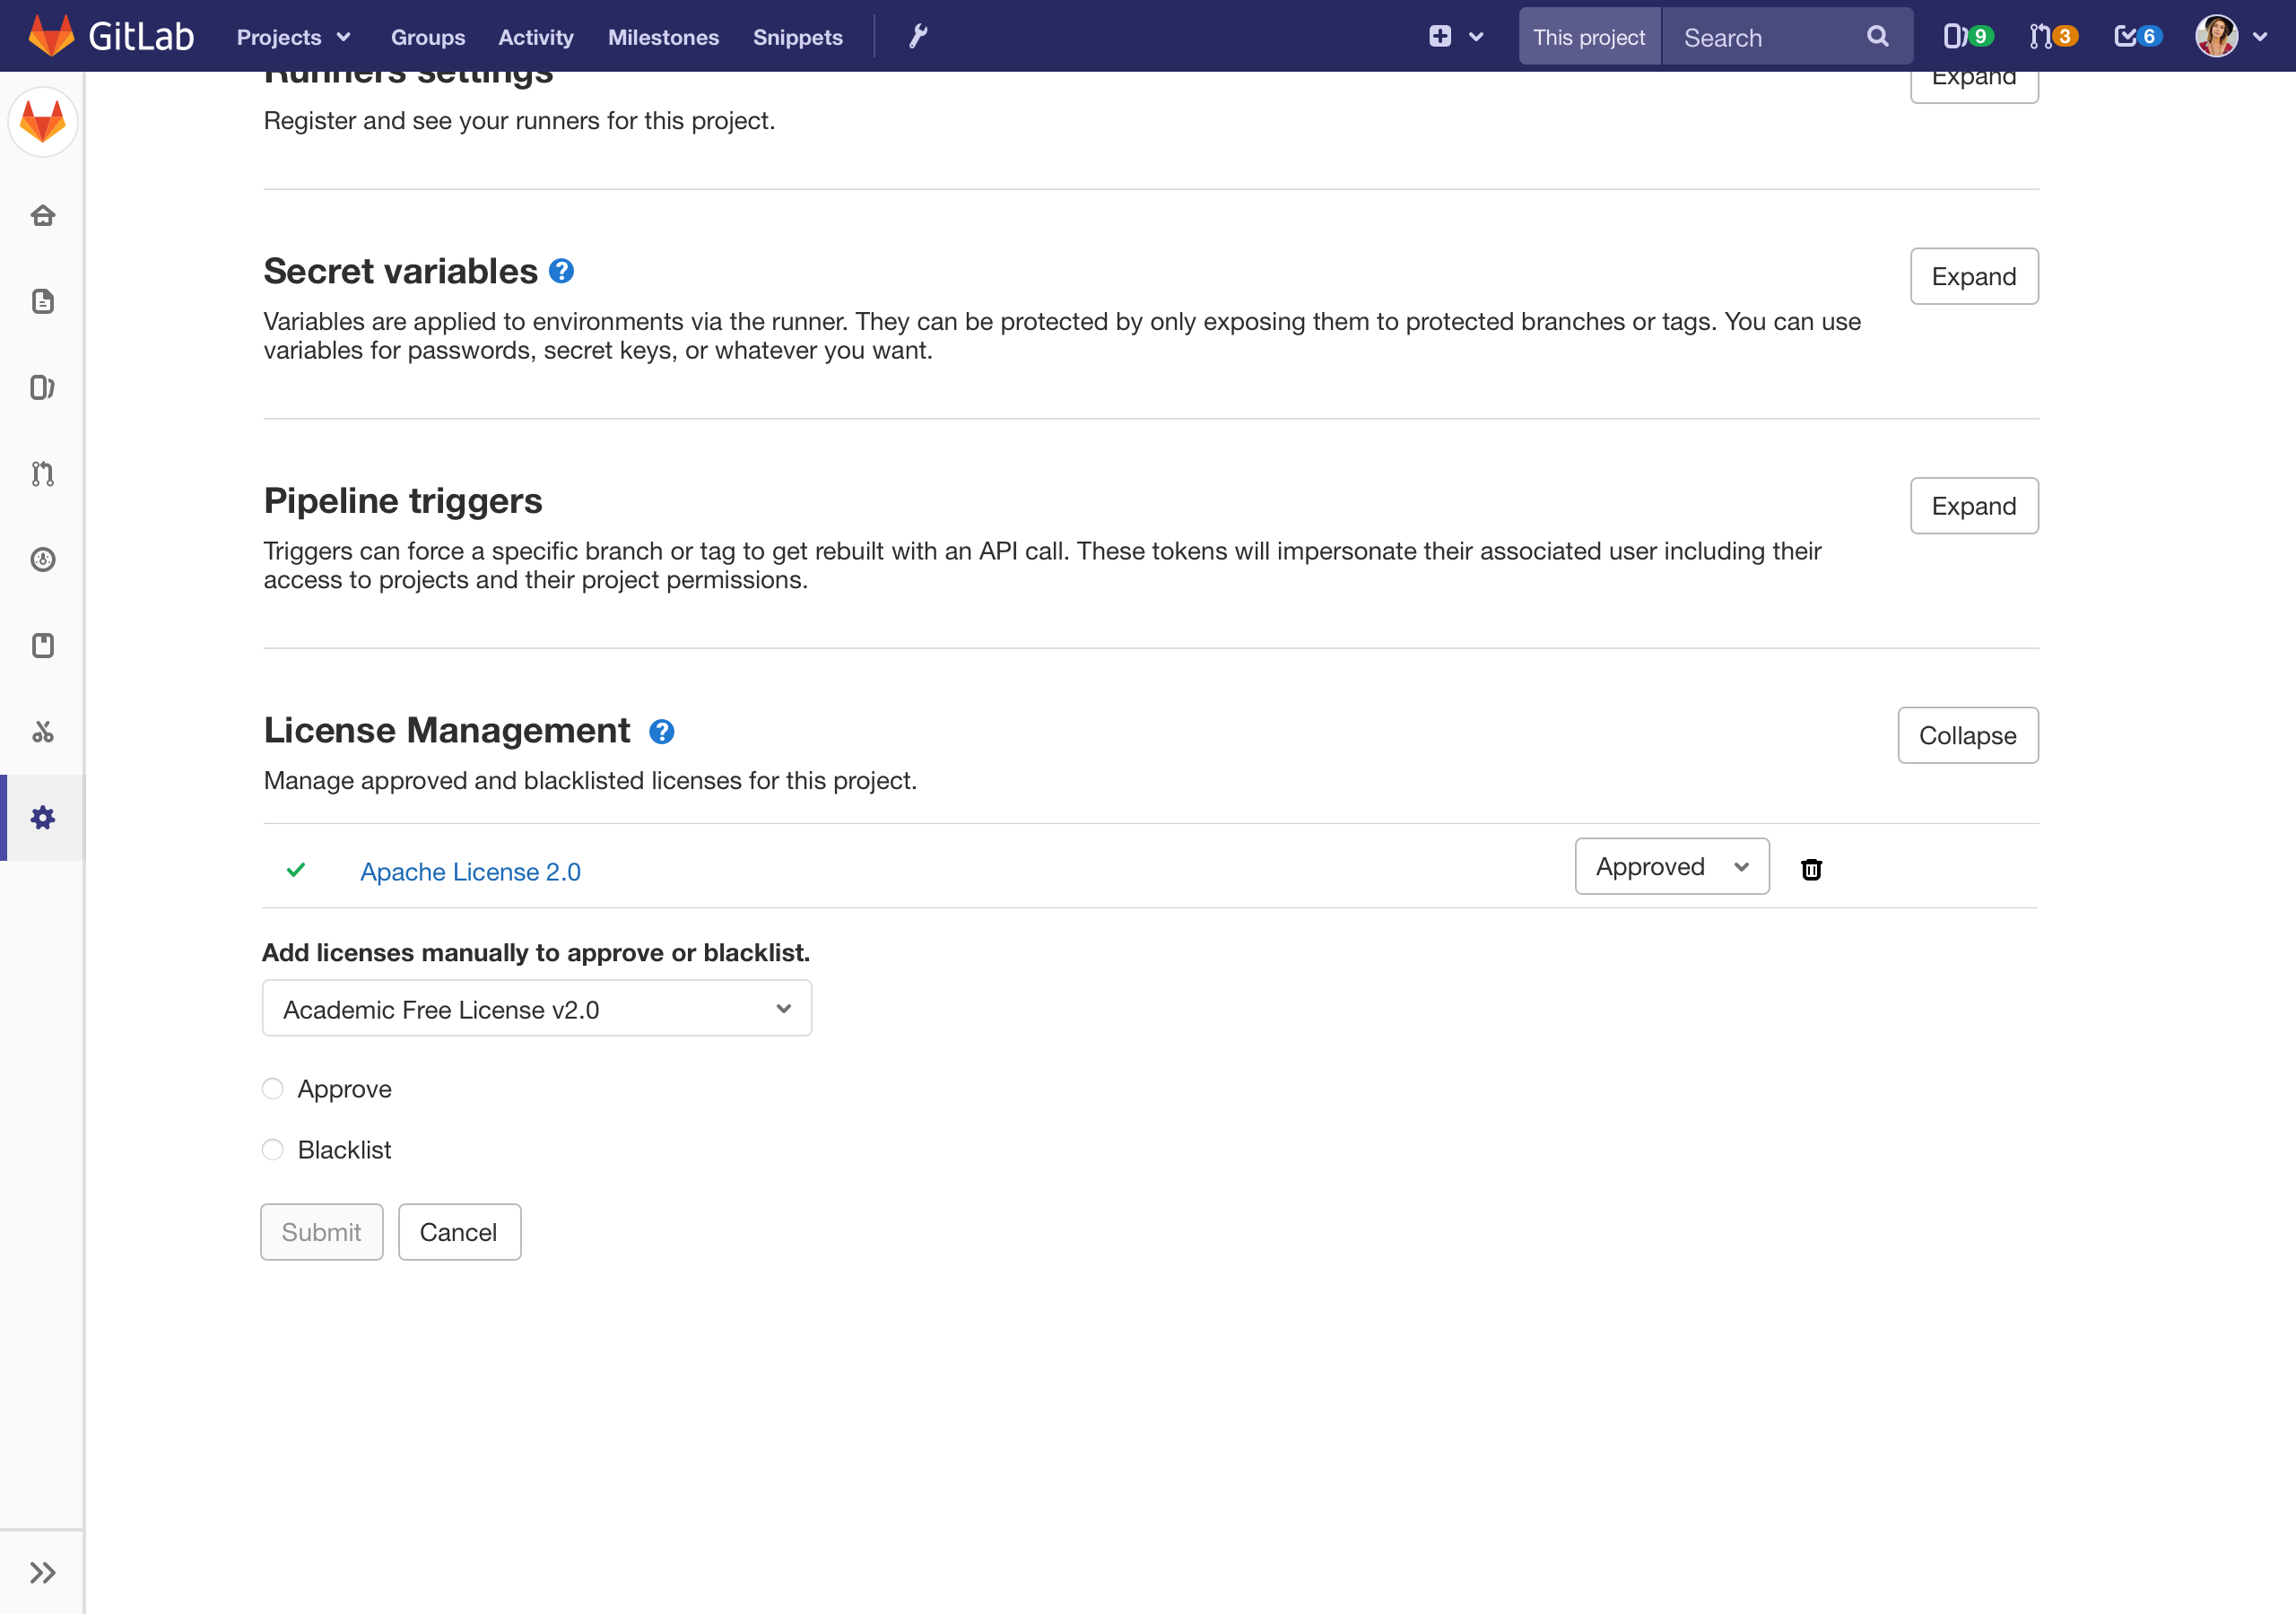 GitLab Projects Groups Activity Milestones Snippets This project Search 9 3 6
Runners settings Expand
Register and see your runners for this project.
Secret variables ? Expand
Variables are applied to environments via the runner. They can be protected by only exposing them to protected branches or tags. You can use
variables for passwords, secret keys, or whatever you want.
Pipeline triggers Expand
Triggers can force a specific branch or tag to get rebuilt with an API call. These tokens will impersonate their associated user including their
access to projects and their project permissions.
License Management ? Collapse
Manage approved and blacklisted licenses for this project.
Apache License 2.0 Approved
Add licenses manually to approve or blacklist.
Academic Free License v2.0
Approve
Blacklist
Submit Cancel